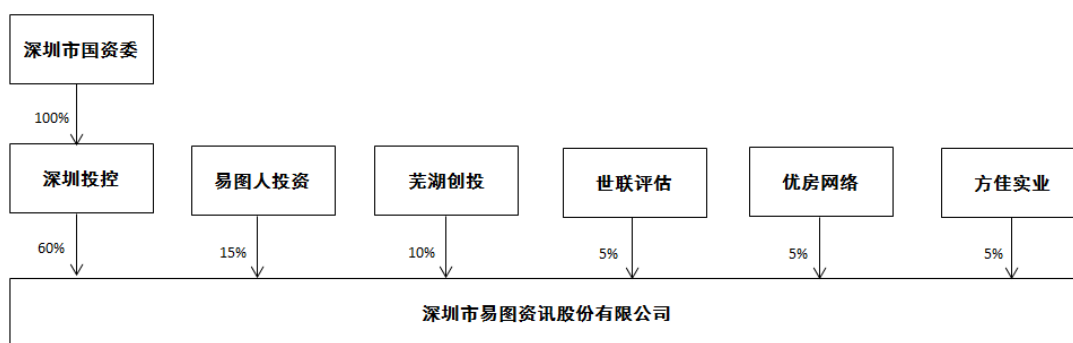 深圳市国资委
100%
深圳投控
易图人投资
芜湖创投
世联评估
优房网络
方佳实业
60%
15%
10%
5%
5%
5%
深圳市易图资讯股份有限公司